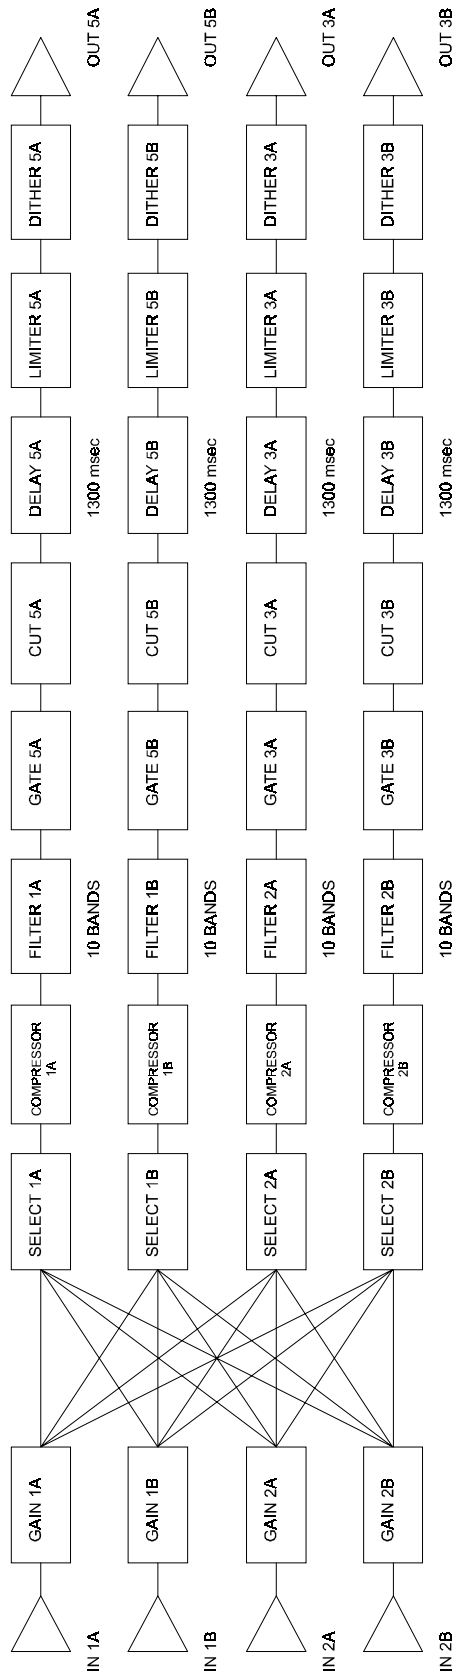 IN 1A
GAIN 1A
SELECT 1A
COMPRESSOR
1A
FILTER 1A
10 BANDS
GATE 5A
CUT 5A
DELAY 5A
1300 msec
LIMITER 5A
DITHER 5A
OUT 5A
IN 1B
GAIN 1B
SELECT 1B
COMPRESSOR
1B
FILTER 1B
10 BANDS
GATE 5B
CUT 5B
DELAY 5B
1300 msec
LIMITER 5B
DITHER 5B
OUT 5B
IN 2A
GAIN 2A
SELECT 2A
COMPRESSOR
2A
FILTER 2A
10 BANDS
GATE 3A
CUT 3A
DELAY 3A
1300 msec
LIMITER 3A
DITHER 3A
OUT 3A
IN 2B
GAIN 2B
SELECT 2B
COMPRESSOR
2B
FILTER 2B
10 BANDS
GATE 3B
CUT 3B
DELAY 3B
1300 msec
LIMITER 3B
DITHER 3B
OUT 3B